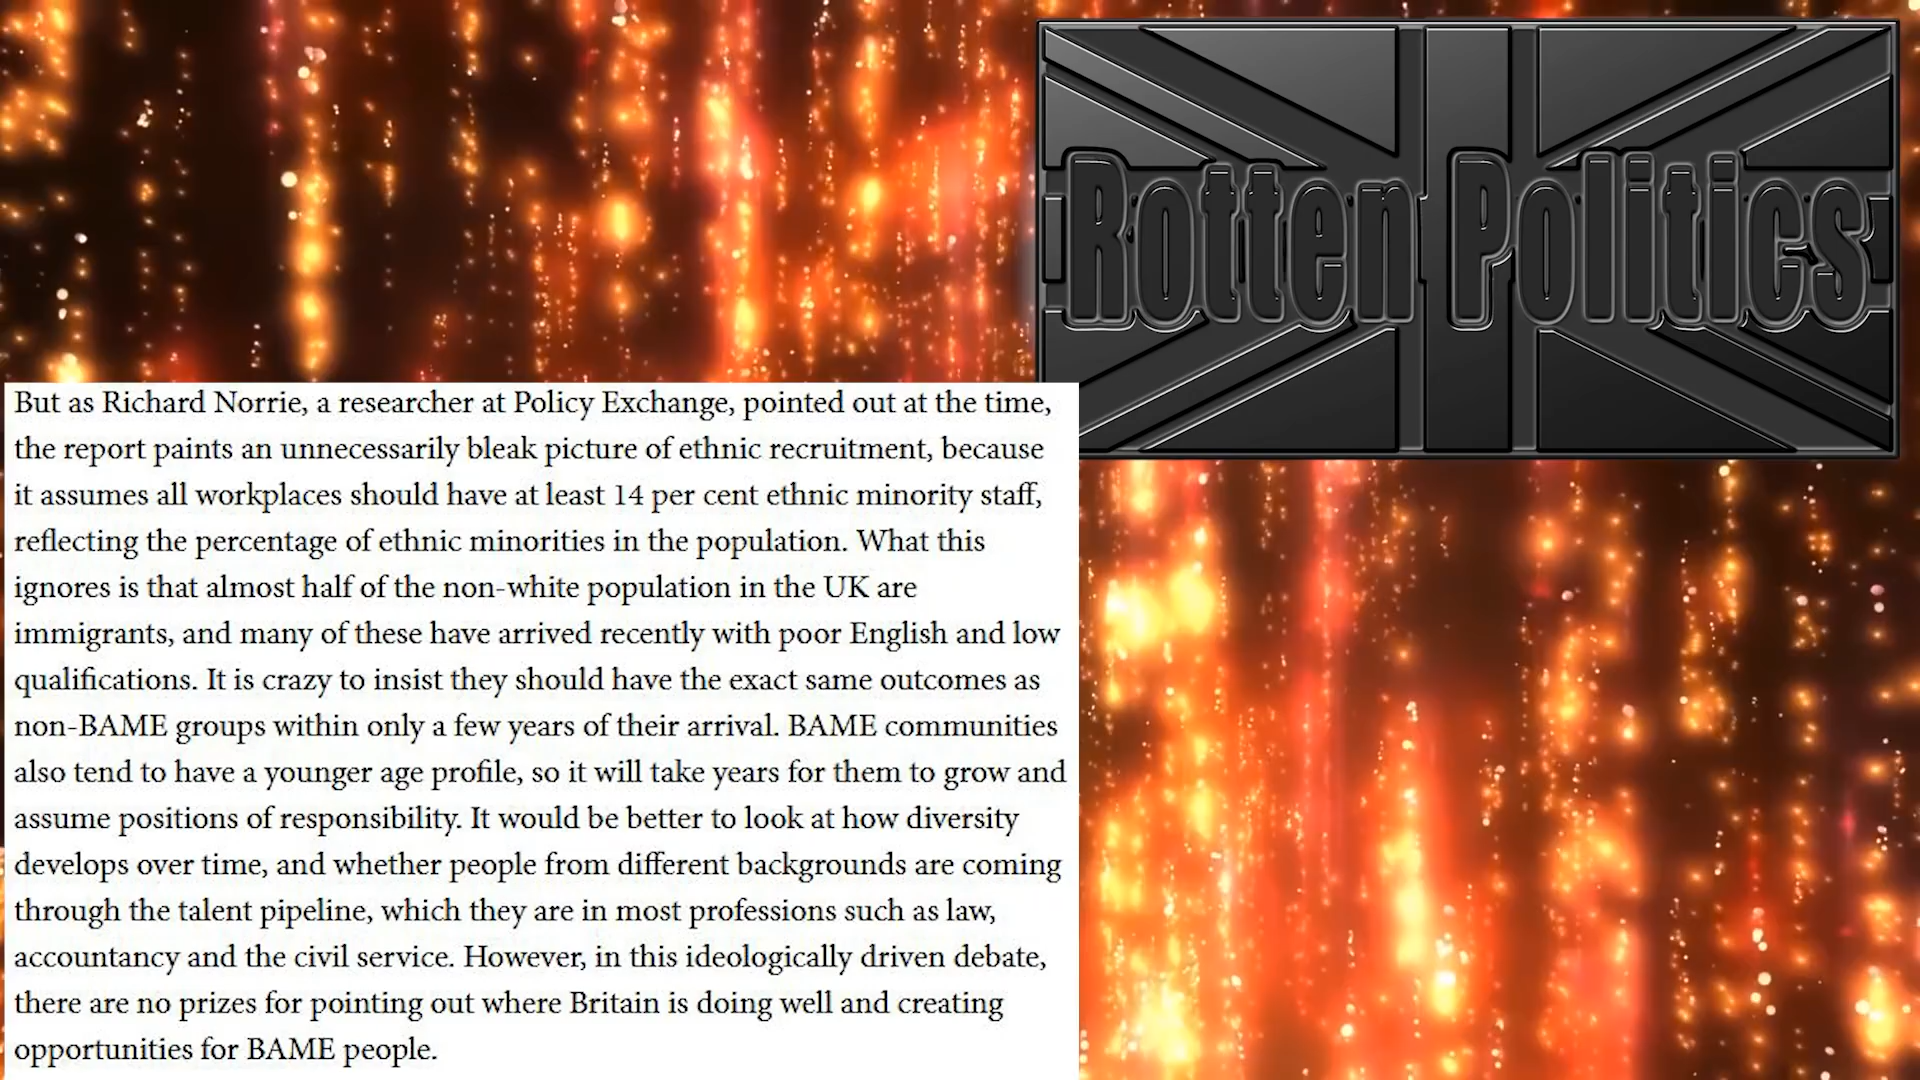 Rotten Politics
But as Richard Norrie, a researcher at Policy Exchange, pointed out at the time,
the report paints an unnecessarily bleak picture of ethnic recruitment, because
it assumes all workplaces should have at least 14 per cent ethnic minority staff,
reflecting the percentage of ethnic minorities in the population. What this
ignores is that almost half of the non-white population in the UK are
immigrants, and many of these have arrived recently with poor English and low
qualifications. It is crazy to insist they should have the exact same outcomes as
non-BAME groups within only a few years of their arrival. BAME communities
also tend to have a younger age profile, so it will take years for them to grow and
assume positions of responsibility. It would be better to look at how diversity
develops over time, and whether people from different backgrounds are coming
through the talent pipeline, which they are in most professions such as law,
accountancy and the civil service. However, in this ideologically driven debate,
there are no prizes for pointing out where Britain is doing well and creating
opportunities for BAME people.